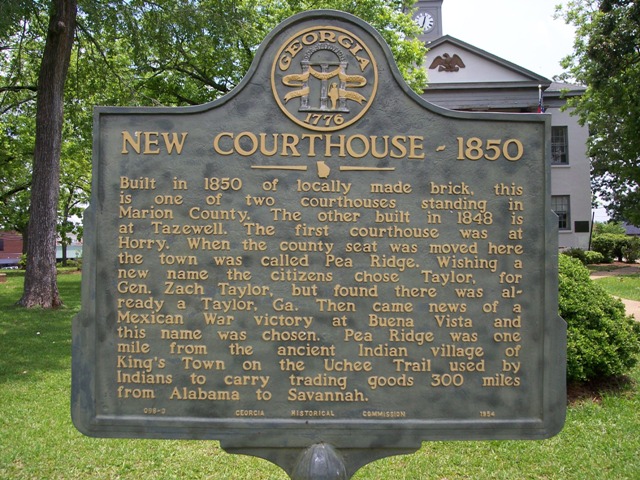 GEORGIA
1776
NEW COURTHOUSE - 1850
Built in 1850 of locally made brick, this
is one of two courthouses standing in
Marion County. The other built in 1848 is
at Tazewell. The first courthouse was at
Horry. When the county seat was moved here
the town was called Pea Ridge. Wishing a
new name the citizens chose Taylor, for
Gen. Zach Taylor, but found there was al-
ready a Taylor, Ga. Then came news of a
Mexican War victory at Buena Vista and
this name was chosen. Pea Ridge was one
mile from the ancient Indian village of
King's Town on the Uchee Trail used by
Indians to carry trading goods 300 miles
from Alabama to Savannah.
GEORGIA HISTORICAL COMMISSION 1954